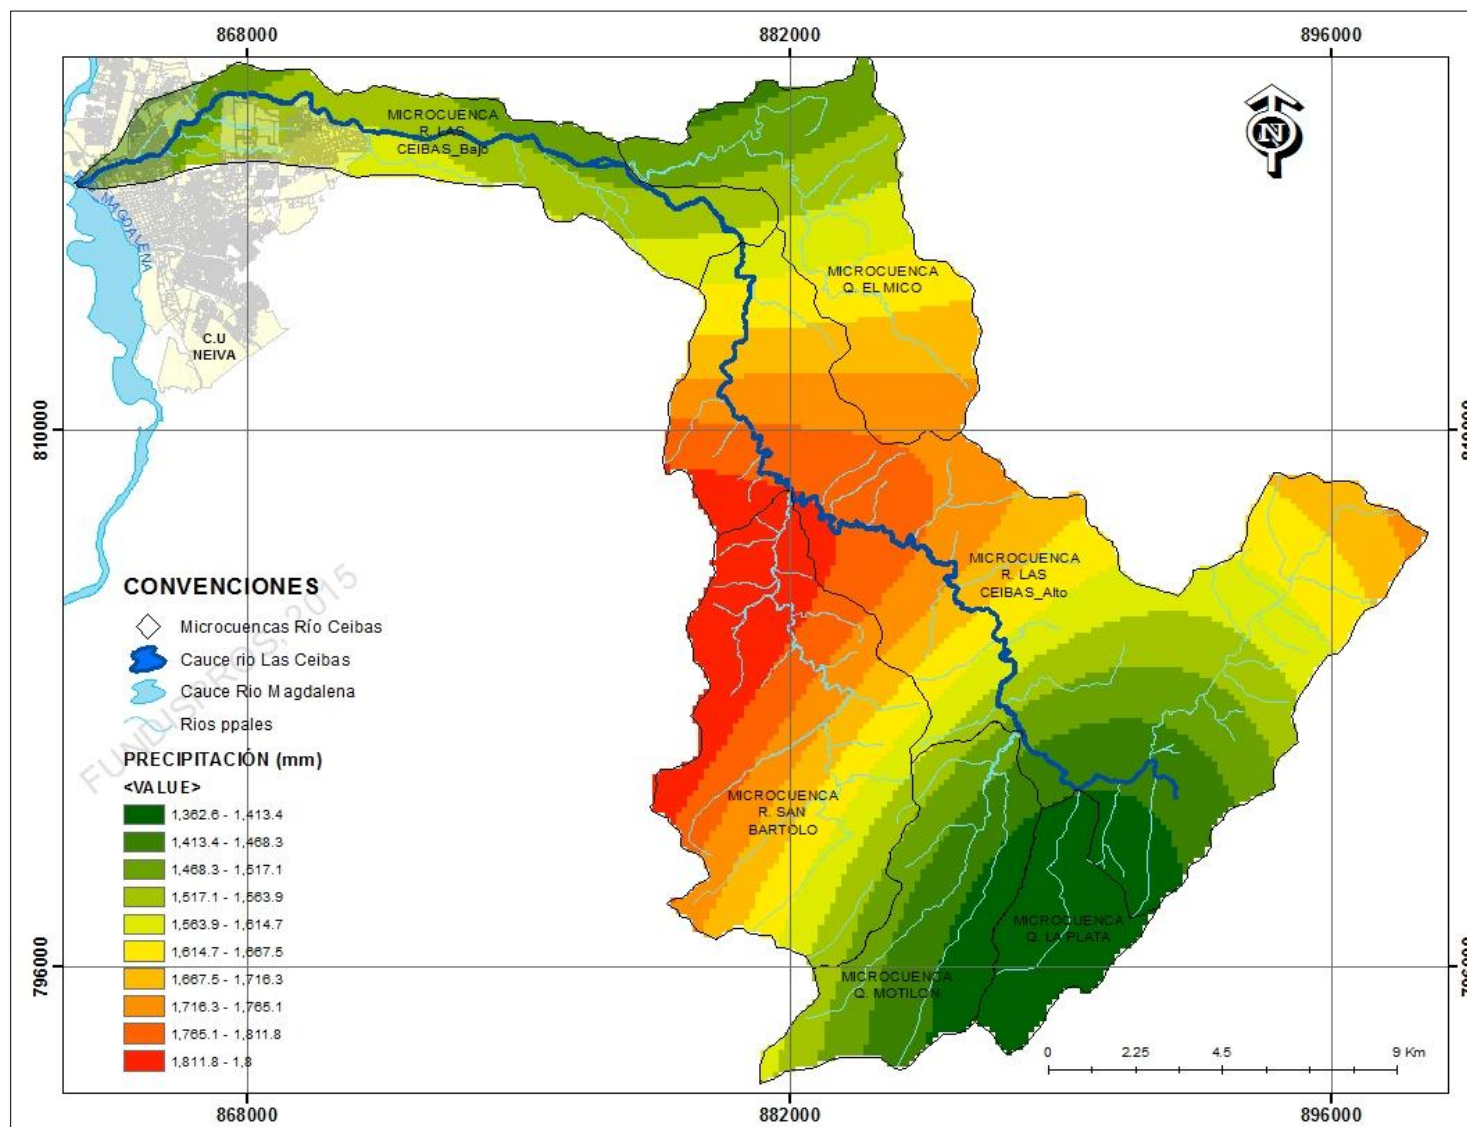 868000 882000 896000
MICROCUENCA
R. LAS
CEIBAS_Bajo
MAGDALENA
MICROCUENCA
Q. EL MICO
C.U
NEIVA
810000
810000
MICROCUENCA
R. LAS
CEIBAS_Alto
FUNDISPROS, 2015
CONVENCIONES
Microcuencas Río Ceibas
Cauce rio Las Ceibas
Cauce Rio Magdalena
Rios ppales
PRECIPITACIÓN (mm)
<VALUE>
1,362.6 - 1,413.4
1,413.4 - 1,468.3
1,468.3 - 1,517.1
1,517.1 - 1,563.9
1,563.9 - 1,614.7
1,614.7 - 1,667.5
1,667.5 - 1,716.3
1,716.3 - 1,765.1
1,765.1 - 1,811.8
1,811.8 - 1,8
MICROCUENCA
R. SAN
BARTOLO
MICROCUENCA
Q. LA PLATA
MICROCUENCA
Q. MOTILON
796000
796000
N
0 2.25 4.5 9 Km
868000 882000 896000